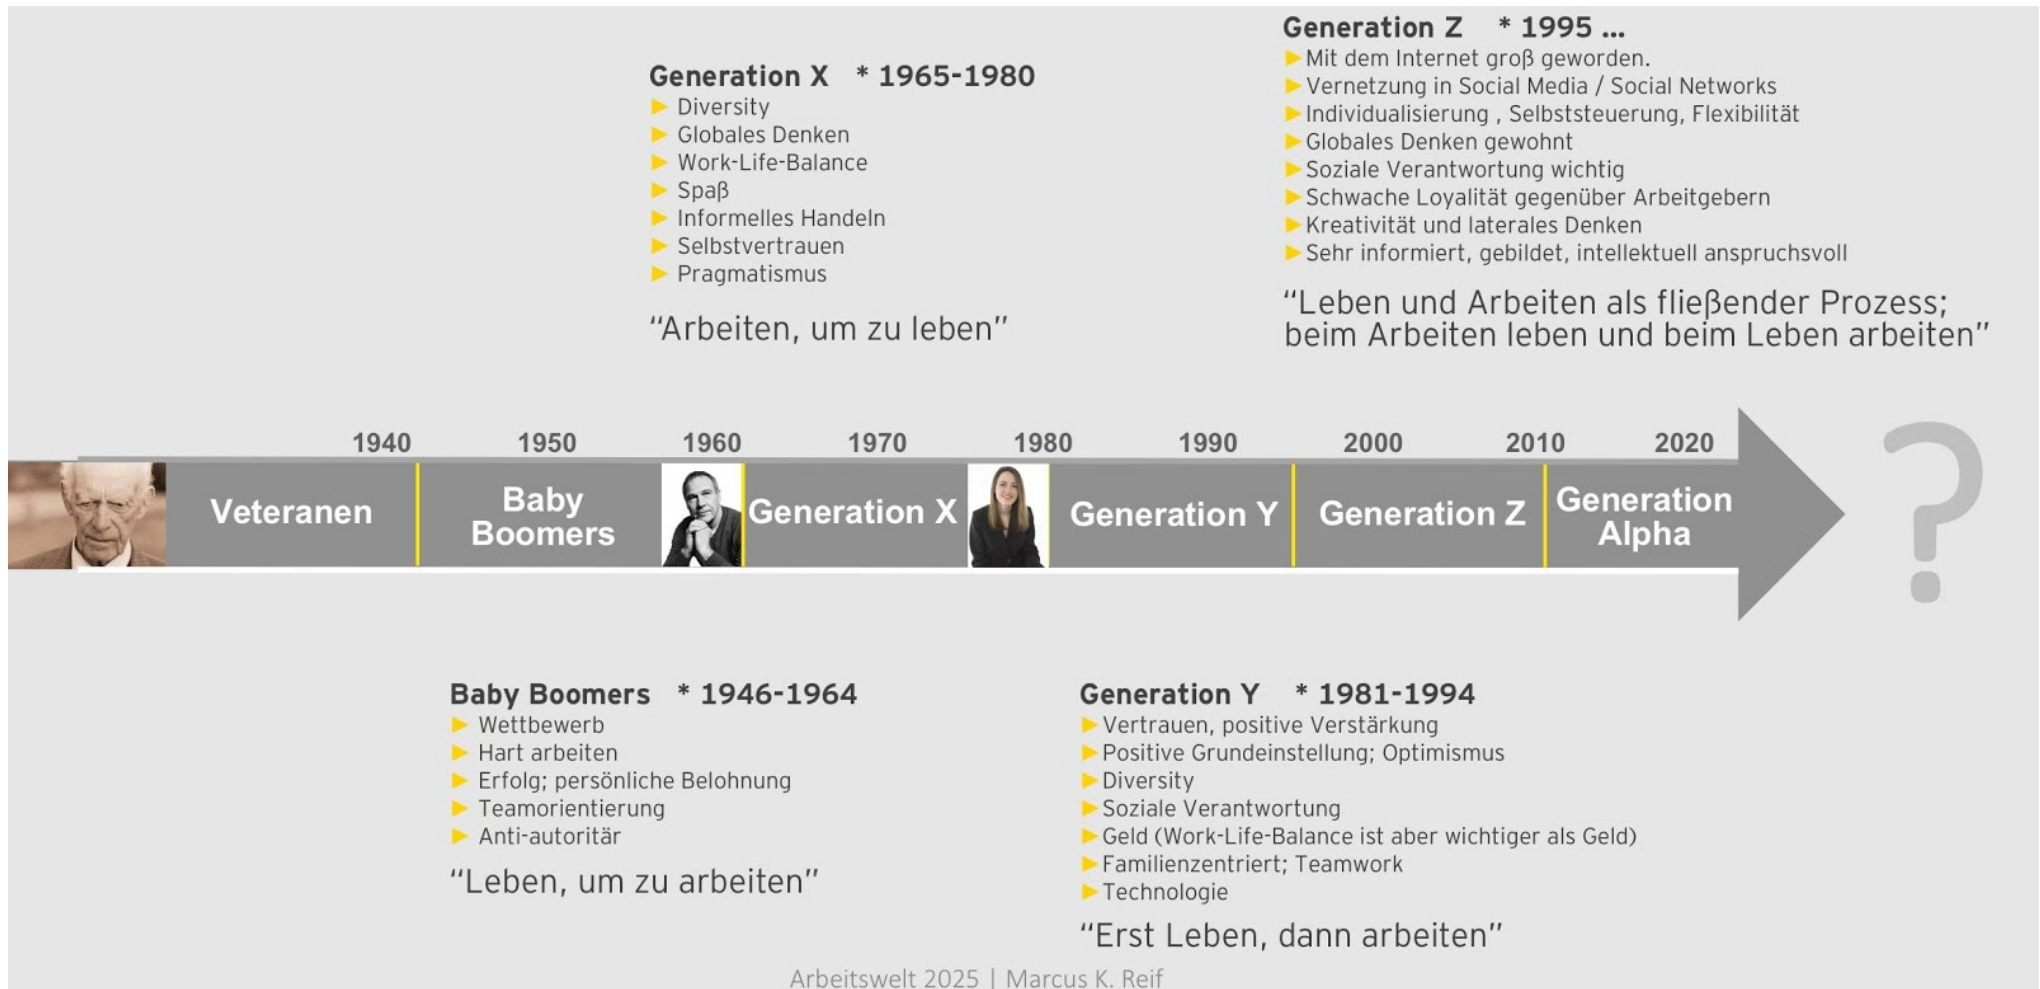 Generation X * 1965-1980
► Diversity
► Globales Denken
► Work-Life-Balance
► Spaß
► Informelles Handeln
► Selbstvertrauen
► Pragmatismus
“Arbeiten, um zu leben”
Generation Z * 1995 ...
►Mit dem Internet groß geworden.
►Vernetzung in Social Media / Social Networks
►Individualisierung , Selbststeuerung, Flexibilität
►Globales Denken gewohnt
►Soziale Verantwortung wichtig
►Schwache Loyalität gegenüber Arbeitgebern
►Kreativität und laterales Denken
►Sehr informiert, gebildet, intellektuell anspruchsvoll
“Leben und Arbeiten als fließender Prozess;
beim Arbeiten leben und beim Leben arbeiten”
1940 1950 1960 1970 1980 1990 2000 2010 2020
Veteranen
Baby
Boomers
Generation X
Generation Y
Generation Z
Generation
Alpha
?
Baby Boomers * 1946-1964
► Wettbewerb
► Hart arbeiten
► Erfolg; persönliche Belohnung
► Teamorientierung
► Anti-autoritär
“Leben, um zu arbeiten”
Generation Y * 1981-1994
►Vertrauen, positive Verstärkung
►Positive Grundeinstellung; Optimismus
►Diversity
►Soziale Verantwortung
►Geld (Work-Life-Balance ist aber wichtiger als Geld)
►Familienzentriert; Teamwork
►Technologie
“Erst Leben, dann arbeiten”
Arbeitswelt 2025 | Marcus K. Reif